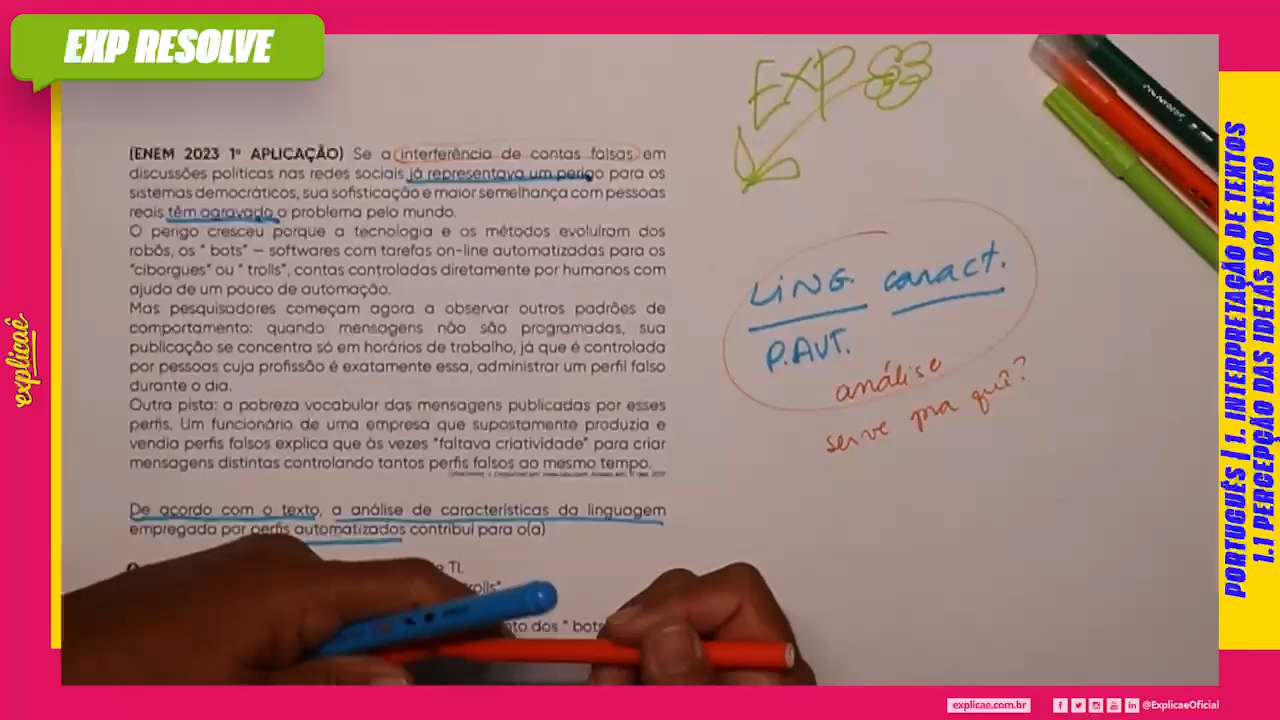 EXP RESOLVE
EXP 83
(ENEM 2023 1ª APLICAÇÃO) Se a interferência de contas falsas em
discussões políticas nas redes sociais já representava um perigo para os
sistemas democráticos, sua sofisticação e maior semelhança com pessoas
reais têm agravado o problema pelo mundo.
O perigo cresceu porque a tecnologia e os métodos evoluíram dos
robôs, os " bots" – softwares com tarefas on-line automatizadas para os
"ciborgues" ou " trolls", contas controladas diretamente por humanos com
ajuda de um pouco de automação.
Mas pesquisadores começam agora a observar outros padrões de
comportamento: quando mensagens não são programadas, sua
publicação se concentra só em horários de trabalho, já que é controlada
por pessoas cuja profissão é exatamente essa, administrar um perfil falso
durante o dia.
Outra pista: a pobreza vocabular das mensagens publicadas por esses
perfis. Um funcionário de uma empresa que supostamente produzia e
vendia perfis falsos explica que às vezes "faltava criatividade" para criar
mensagens distintas controlando tantos perfis falsos ao mesmo tempo.
De acordo com o texto, a análise de características da linguagem
empregada por perfis automatizados contribui para o(a)
TI.
trolls".
dos " bots
LING. caract.
P.AUT.
análise
serve pra quê?
explicaê
PORTUGUÊS | 1. INTERPRETAÇÃO DE TEXTOS
1.1 PERCEPÇÃO DAS IDEIAS DO TEXTO
explicae.com.br
@ExplicaeOficial